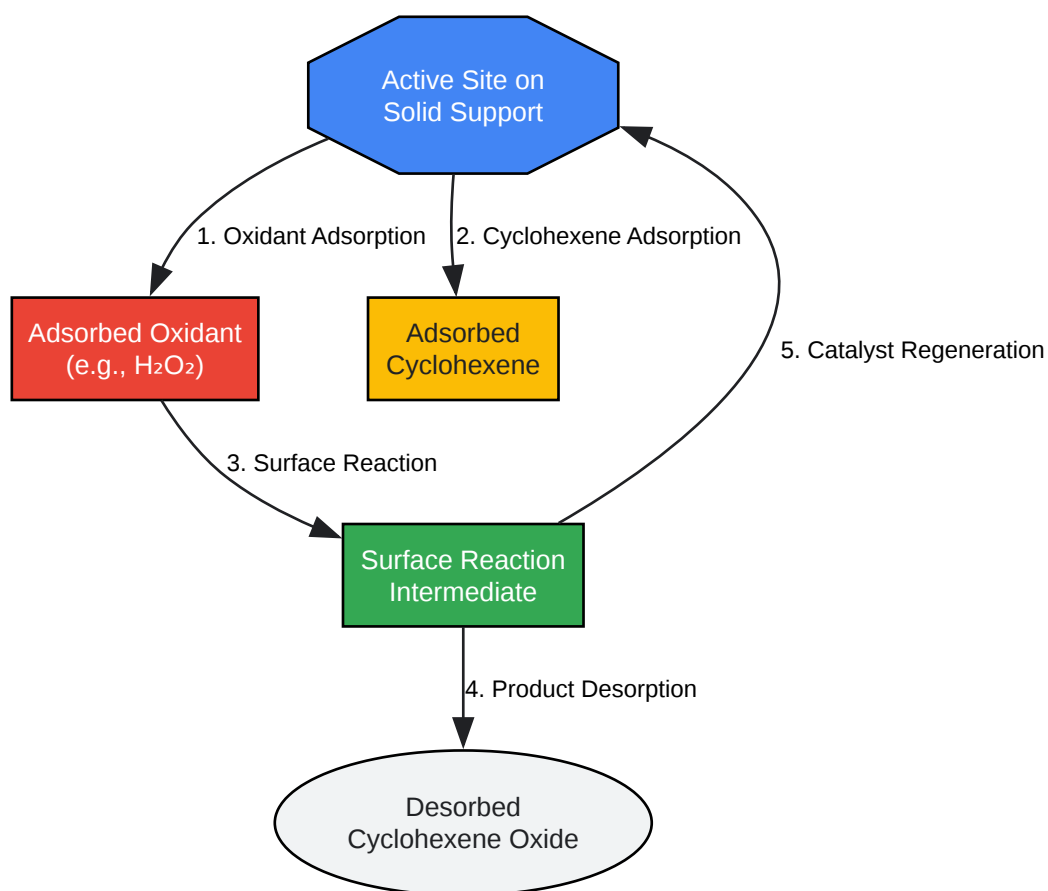 Active Site on
Solid Support
1. Oxidant Adsorption
2. Cyclohexene Adsorption
Adsorbed Oxidant
(e.g., H₂O₂)
Adsorbed
Cyclohexene
5. Catalyst Regeneration
3. Surface Reaction
Surface Reaction
Intermediate
4. Product Desorption
Desorbed
Cyclohexene Oxide